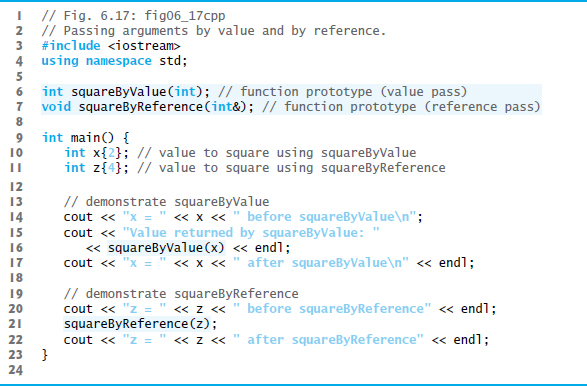 1 // Fig. 6.17: fig06_17cpp
2 // Passing arguments by value and by reference.
3 #include <iostream>
4 using namespace std;
5
6 int squareByValue(int); // function prototype (value pass)
7 void squareByReference(int&); // function prototype (reference pass)
8
9 int main() {
10 int x{2}; // value to square using squareByValue
11 int z{4}; // value to square using squareByReference
12
13 // demonstrate squareByValue
14 cout << "x = " << x << " before squareByValue\n";
15 cout << "Value returned by squareByValue: "
16 << squareByValue(x) << endl;
17 cout << "x = " << x << " after squareByValue\n" << endl;
18
19 // demonstrate squareByReference
20 cout << "z = " << z << " before squareByReference" << endl;
21 squareByReference(z);
22 cout << "z = " << z << " after squareByReference" << endl;
23 }
24